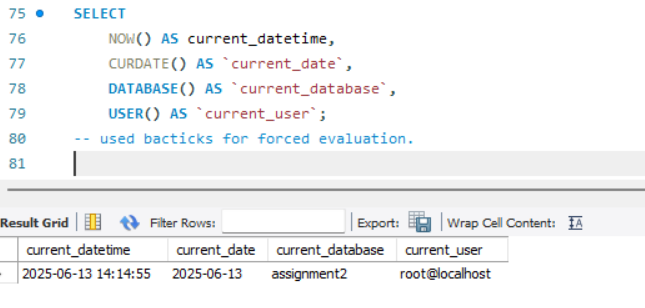 75 SELECT
76 NOW() AS current_datetime,
77 CURDATE() AS `current_date`,
78 DATABASE() AS `current_database`,
79 USER() AS `current_user`;
80 -- used bacticks for forced evaluation.
81
Result Grid Filter Rows: Export: Wrap Cell Content:
current_datetime current_date current_database current_user
2025-06-13 14:14:55 2025-06-13 assignment2 root@localhost